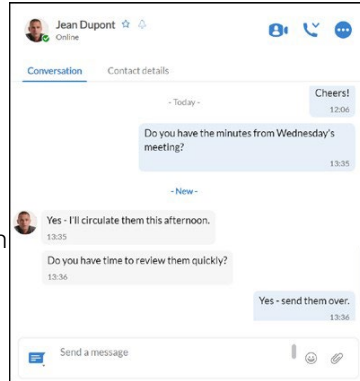 Jean Dupont
Online
Conversation Contact details
- Today -
Cheers!
12:06
Do you have the minutes from Wednesday's
meeting?
13:35
- New -
Yes - I'll circulate them this afternoon.
13:35
Do you have time to review them quickly?
13:36
Yes - send them over.
13:36
Send a message